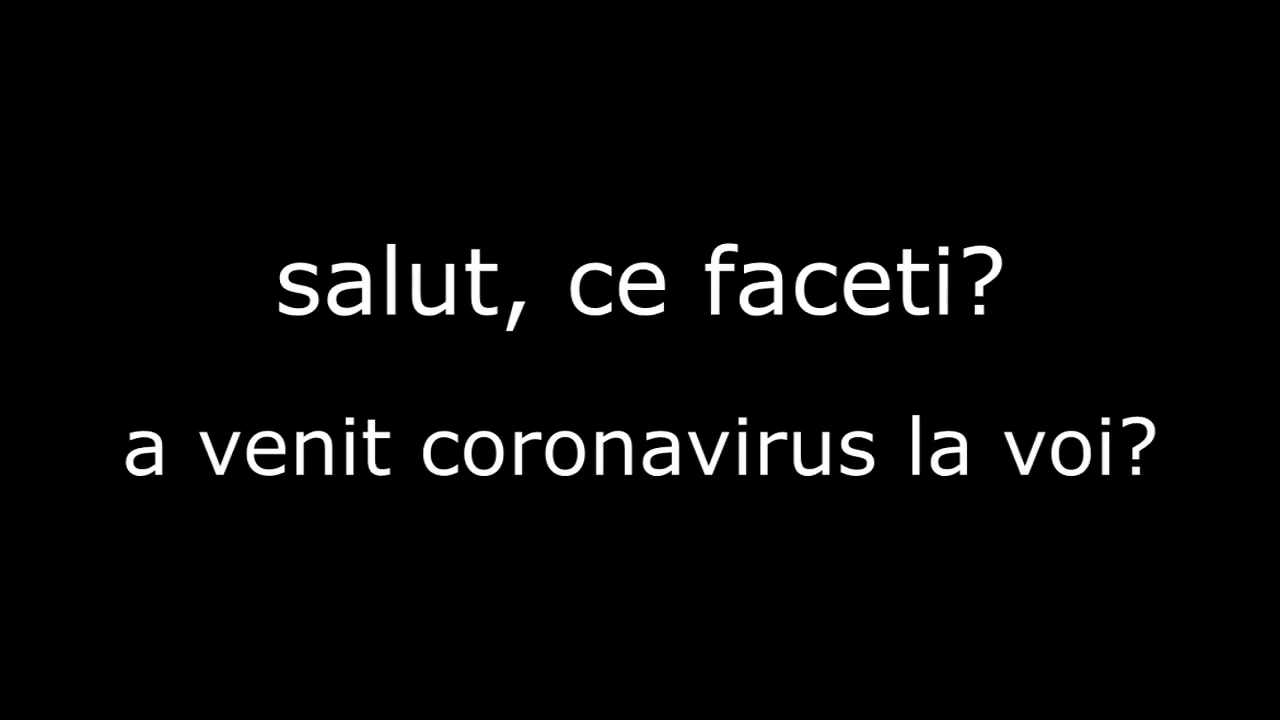 salut, ce faceti?
a venit coronavirus la voi?